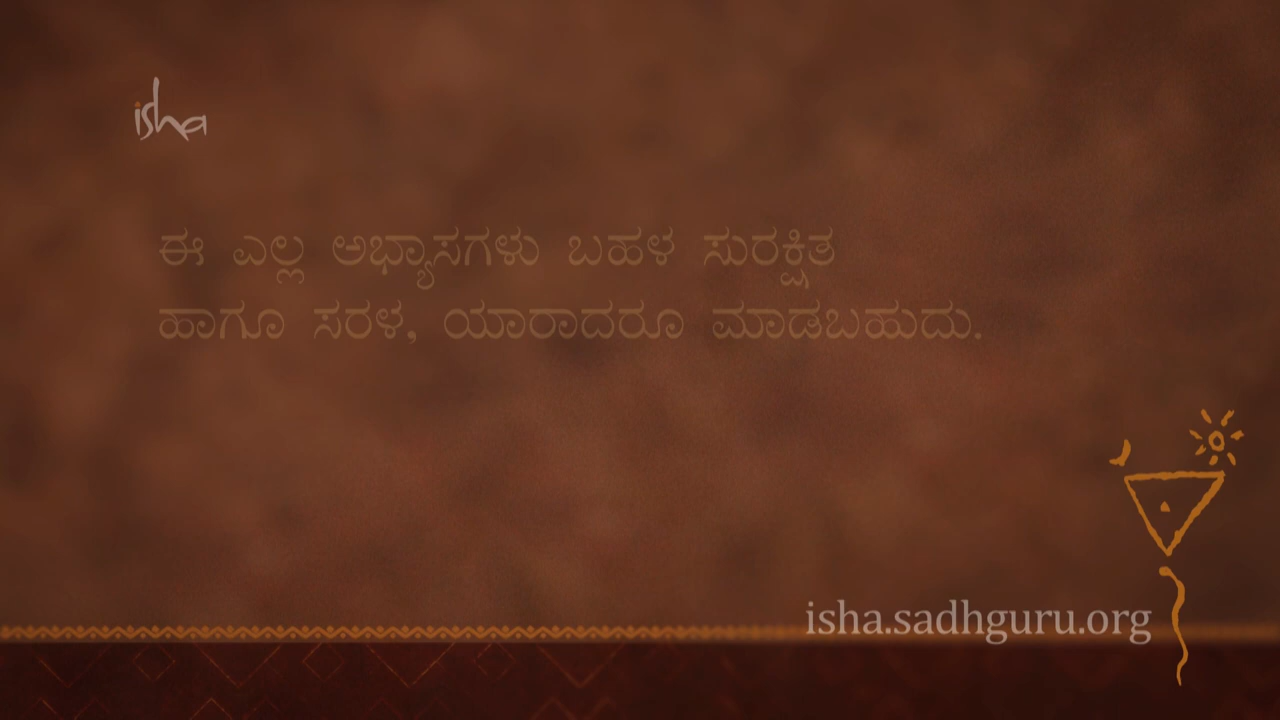 isha
ಈ ಎಲ್ಲ ಅಭ್ಯಾಸಗಳು ಬಹಳ ಸುರಕ್ಷಿತ
ಹಾಗೂ ಸರಳ, ಯಾರಾದರೂ ಮಾಡಬಹುದು.
isha.sadhguru.org